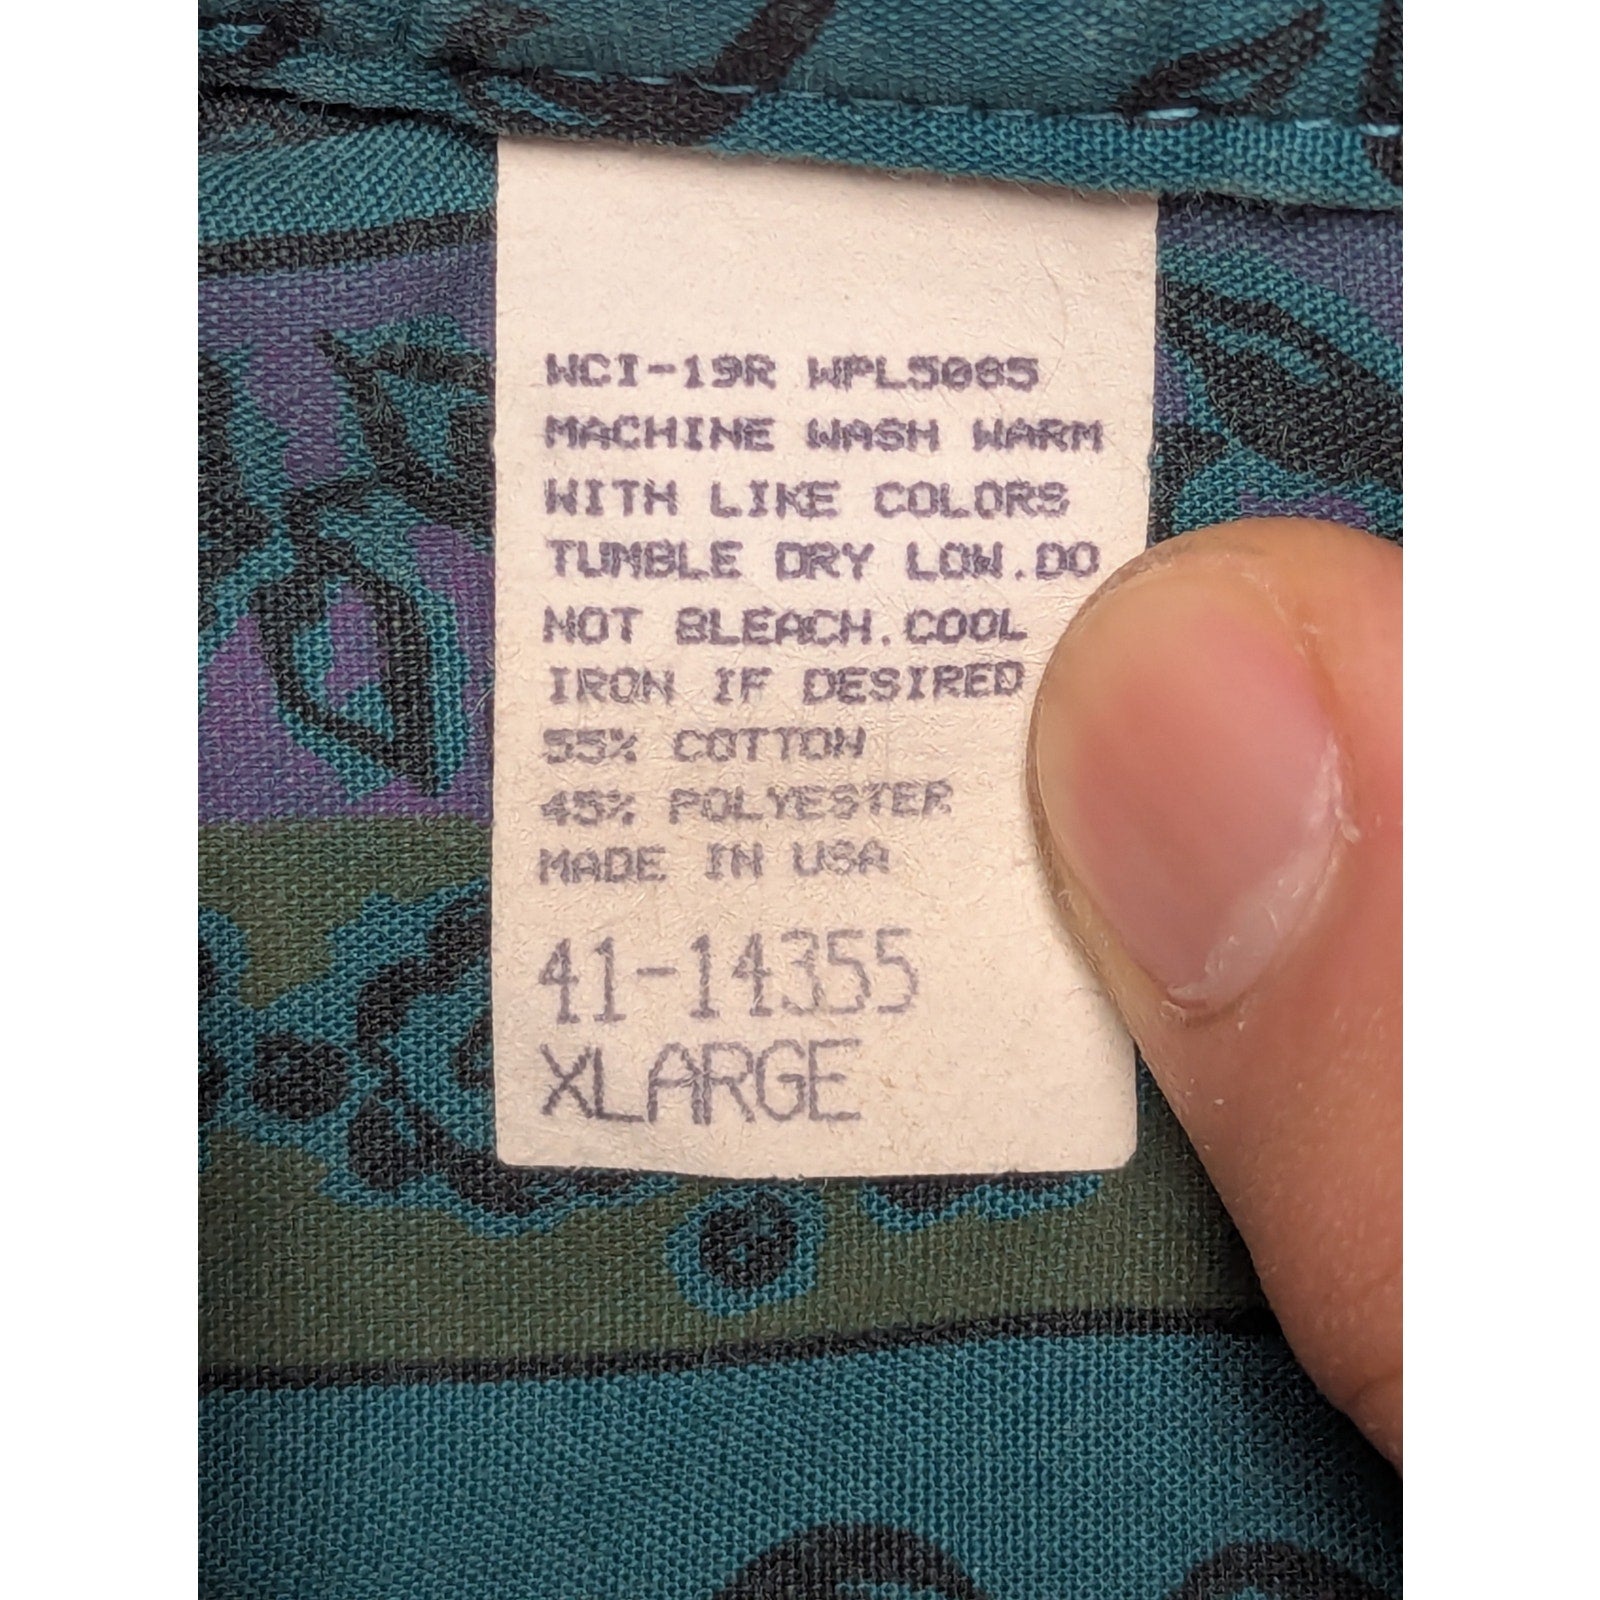 WCI-19R WPL5085
MACHINE WASH WARM
WITH LIKE COLORS
TUMBLE DRY LOW.DO
NOT BLEACH.COOL
IRON IF DESIRED
55% COTTON
45% POLYESTER
MADE IN USA
41-14355
XLARGE